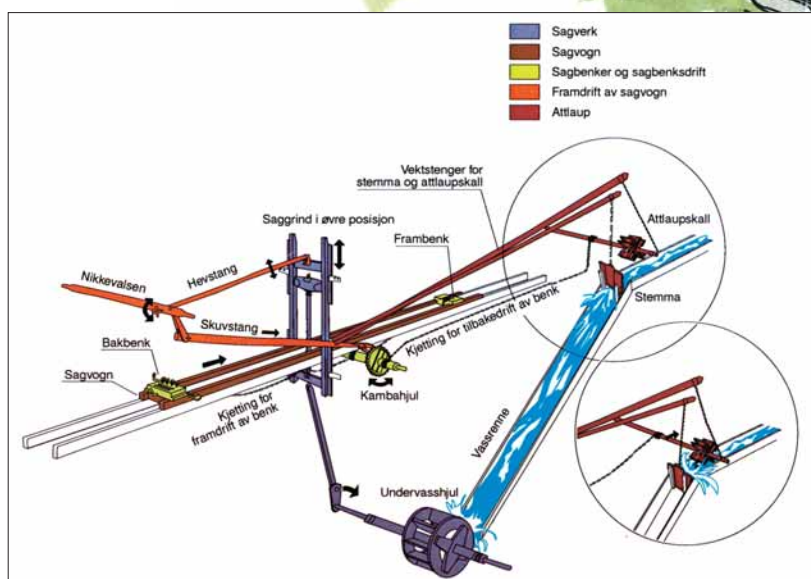 Sagverk
Sagvogn
Sagbenker og sagbenksdrift
Framdrift av sagvogn
Attlaup
Vektstenger for
stemma og attlaupskall
Attlaupskall
Saggrind i øvre posisjon
Frambenk
Hevstang
Nikkevalsen
Stemma
Skuvstang
Kjetting for tilbakedrift av benk
Bakbenk
Sagvogn
Kambahjul
Kjetting for
framdrift av benk
Vassrenne
Undervasshjul